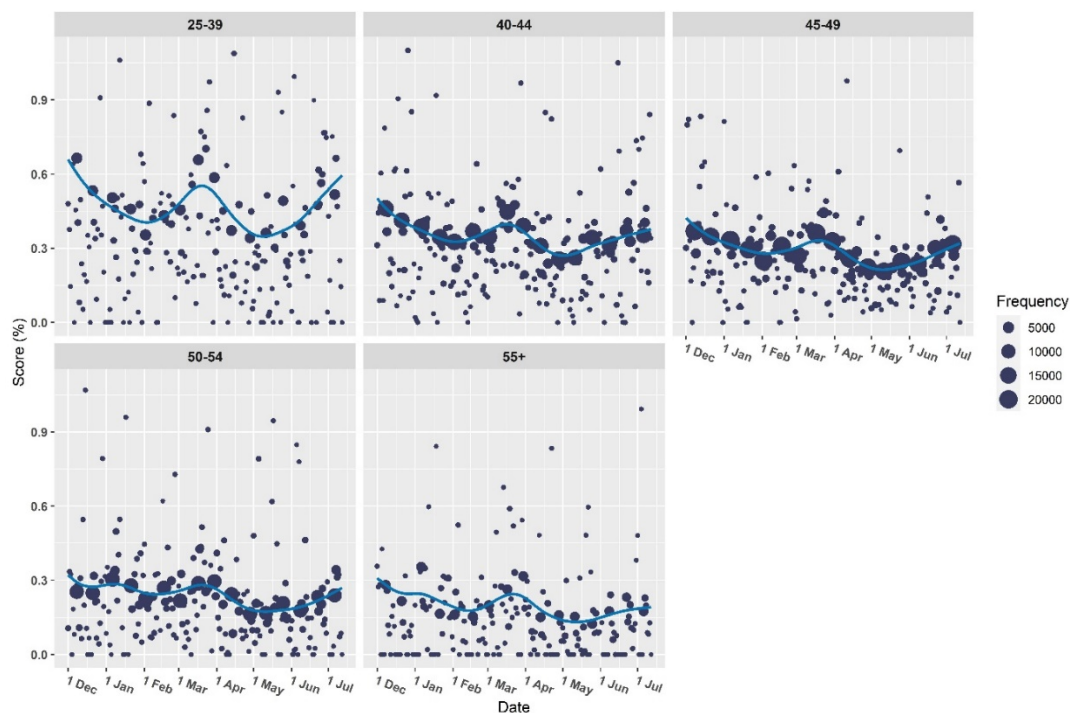 25-39
40-44
45-49
0.9
0.6
0.3
0.0
1 Dec
1 Jan
1 Feb
1 Mar
1 Apr
1 May
1 Jun
1 Jul
Score (%)
Frequency
5000
10000
15000
20000
50-54
55+
0.9
0.6
0.3
0.0
1 Dec
1 Jan
1 Feb
1 Mar
1 Apr
1 May
1 Jun
1 Jul
1 Dec
1 Jan
1 Feb
1 Mar
1 Apr
1 May
1 Jun
1 Jul
Date